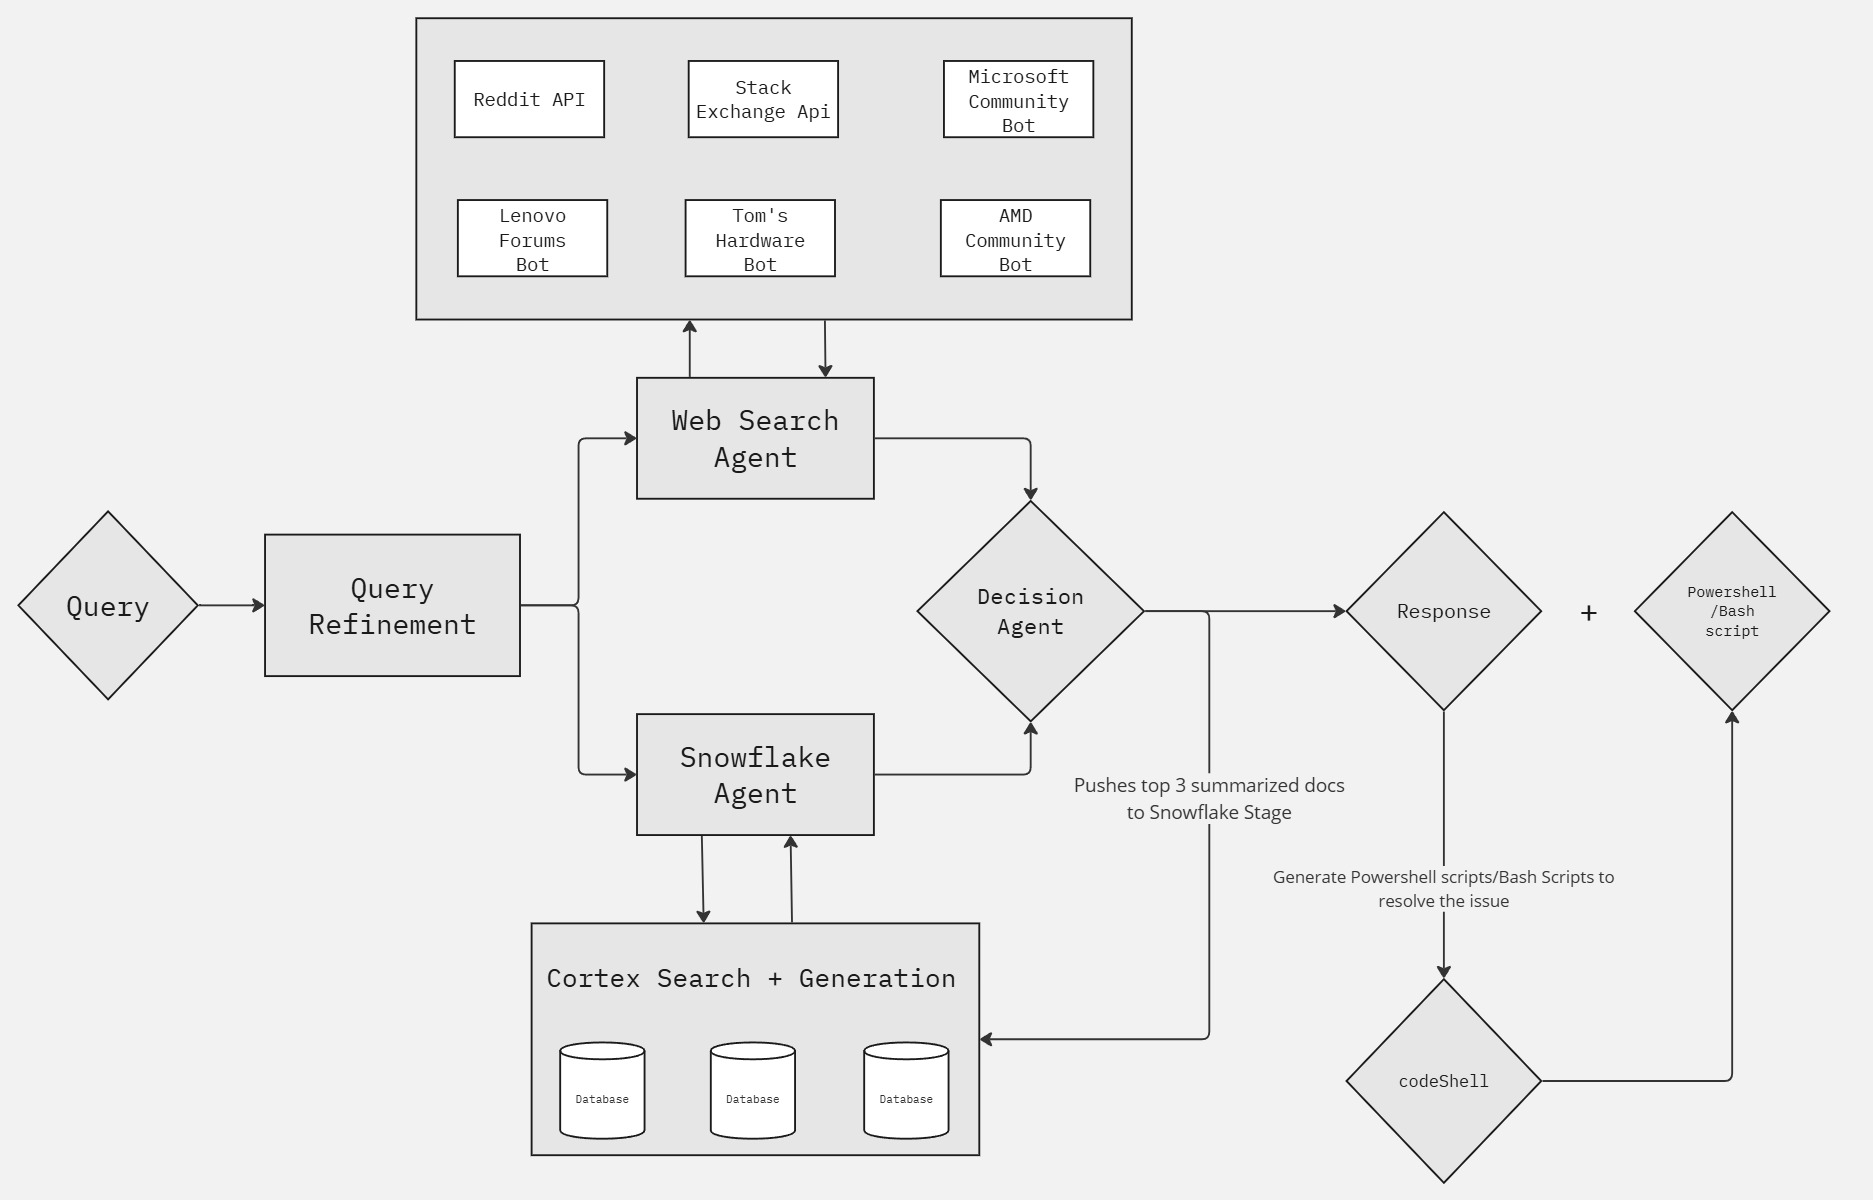 Reddit API
Stack
Exchange Api
Microsoft
Community
Bot
Lenovo
Forums
Bot
Tom's
Hardware
Bot
AMD
Community
Bot
Web Search
Agent
Query
Query
Refinement
Decision
Agent
Response
+
Powershell
/Bash
script
Snowflake
Agent
Pushes top 3 summarized docs
to Snowflake Stage
Generate Powershell scripts/Bash Scripts to
resolve the issue
Cortex Search + Generation
Database
Database
Database
codeShell